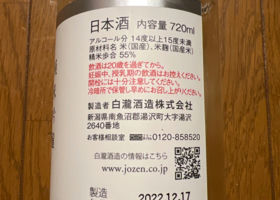 日本酒 内容量 720ml
アルコール分 14度以上15度未満
原材料名 米(国産)、米麹(国産米)
精米歩合 55%
飲酒は20歳を過ぎてから。
妊娠中、授乳期の飲酒はお控えください。
開栓には十分注意してください。
冷暗所で保管し早めにお召し上がりください。
製造者 白瀧酒造株式会社
新潟県南魚沼郡湯沢町大字湯沢
2640番地
お客様相談室 0120-858520
白瀧酒造の情報はこちら
www.jozen.co.jp
製造
2022.12.17